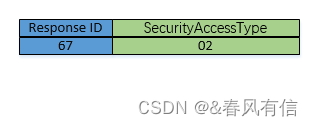 Response ID SecurityAccessType
67 02
CSDN @&春风有信